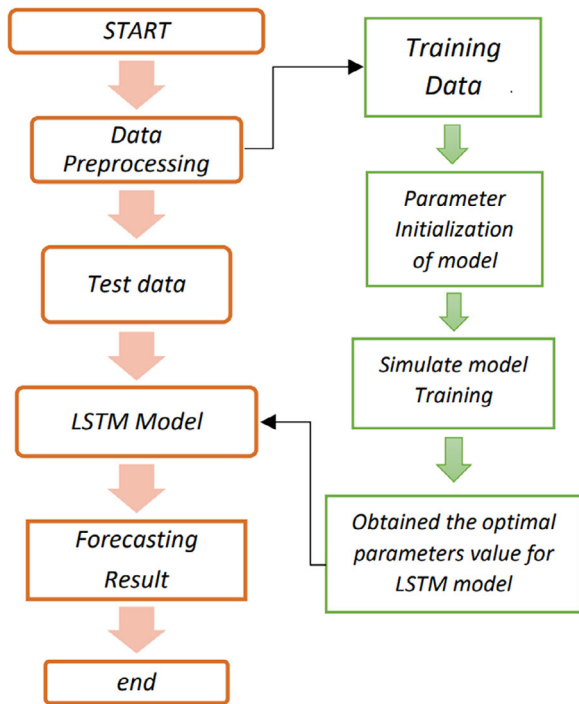 START
Data
Preprocessing
Test data
LSTM Model
Forecasting
Result
end
Training
Data
Parameter
Initialization
of model
Simulate model
Training
Obtained the optimal
parameters value for
LSTM model